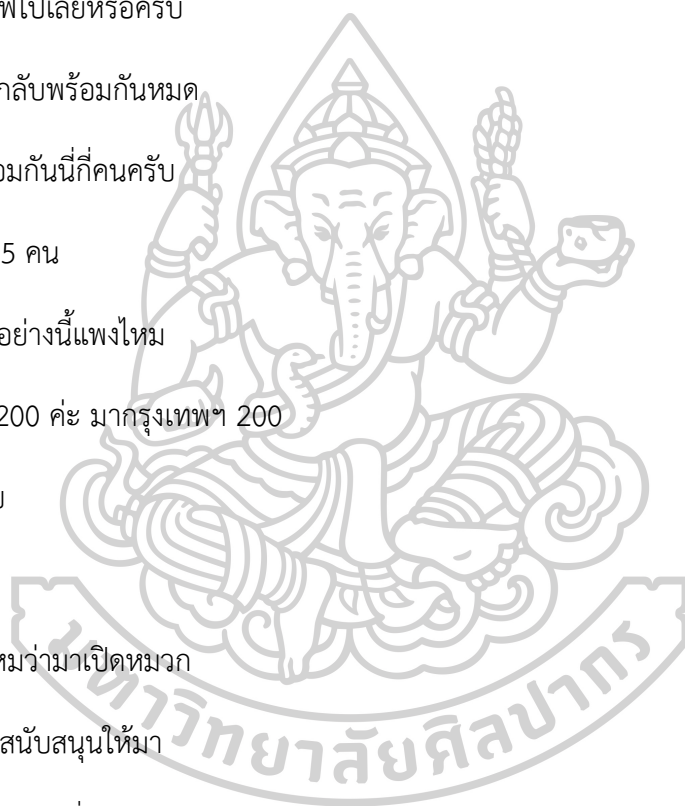 ไปเลยหรือครับ
กลับพร้อมกันหมด
อมกันนี่กี่คนครับ
5 คน
อย่างนี้แพงไหม
200 ค่ะ มากรุงเทพฯ 200
หมว่ามาเปิดหมวก
สนับสนุนให้มา
มหาวิทยาลัยศิลปากร